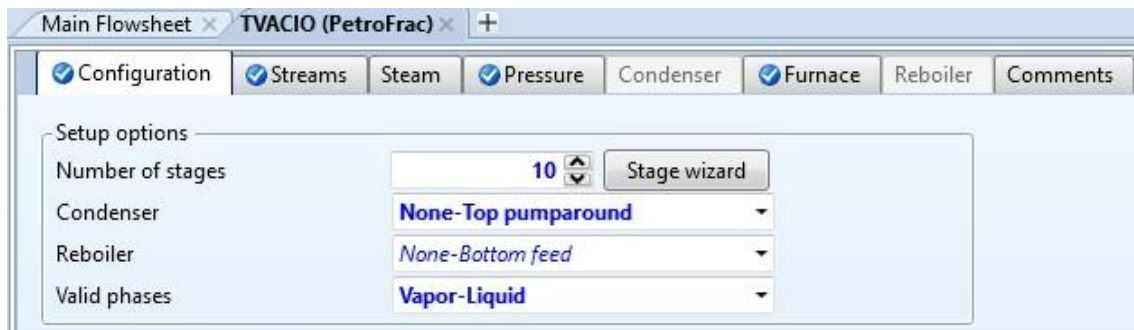 Main Flowsheet × TVACIO (PetroFrac) × +
Configuration Streams Steam Pressure Condenser Furnace Reboiler Comments
Setup options
Number of stages 10 Stage wizard
Condenser None-Top pumparound
Reboiler None-Bottom feed
Valid phases Vapor-Liquid